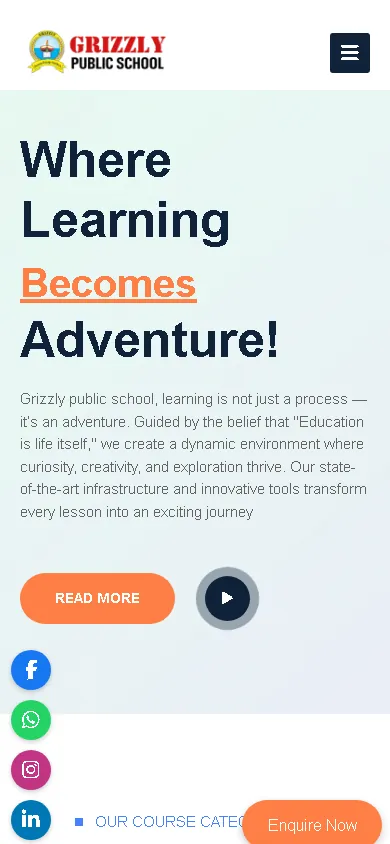 GRIZZLY
PUBLIC SCHOOL
Where
Learning
Becomes
Adventure!
Grizzly public school, learning is not just a process —
it's an adventure. Guided by the belief that "Education
is life itself," we create a dynamic environment where
curiosity, creativity, and exploration thrive. Our state-
of-the-art infrastructure and innovative tools transform
every lesson into an exciting journey
READ MORE
OUR COURSE
Enquire Now